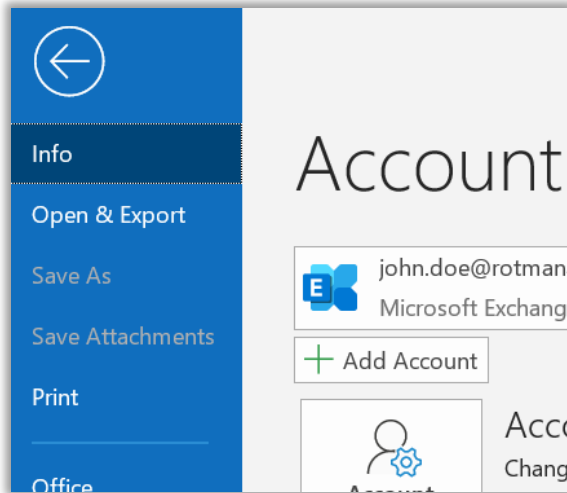 Info
Open & Export
Save As
Save Attachments
Print
Office
Account
E
john.doe@rotman
Microsoft Exchang
Add Account
Account
Acco
Chang